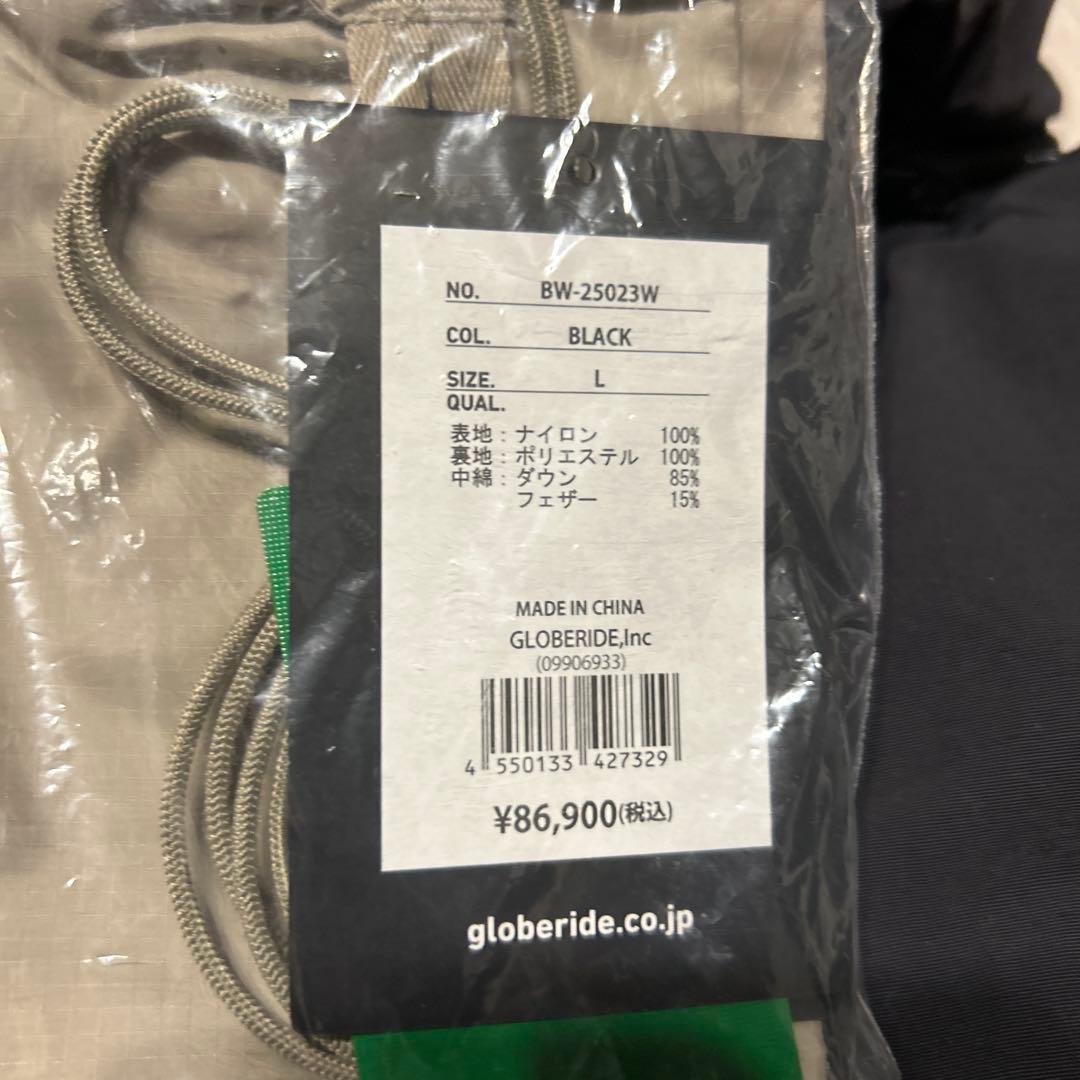 NO. BW-25023W
COL. BLACK
SIZE. L
QUAL.
表地：ナイロン 100%
裏地：ポリエステル 100%
中綿：ダウン 85%
フェザー 15%
MADE IN CHINA
GLOBERIDE,Inc
(09906933)
4 550133 427329
¥86,900(税込)
globeride.co.jp